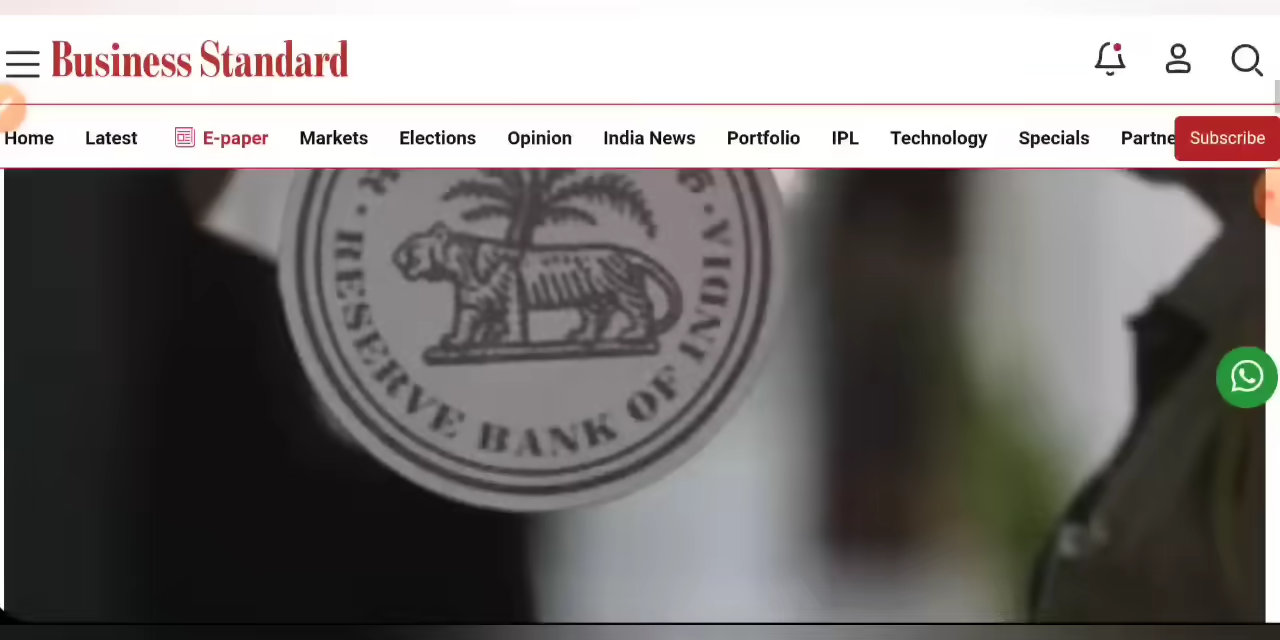 Business Standard
Home Latest E-paper Markets Elections Opinion India News Portfolio IPL Technology Specials Partne Subscribe
RESERVE BANK OF INDIA